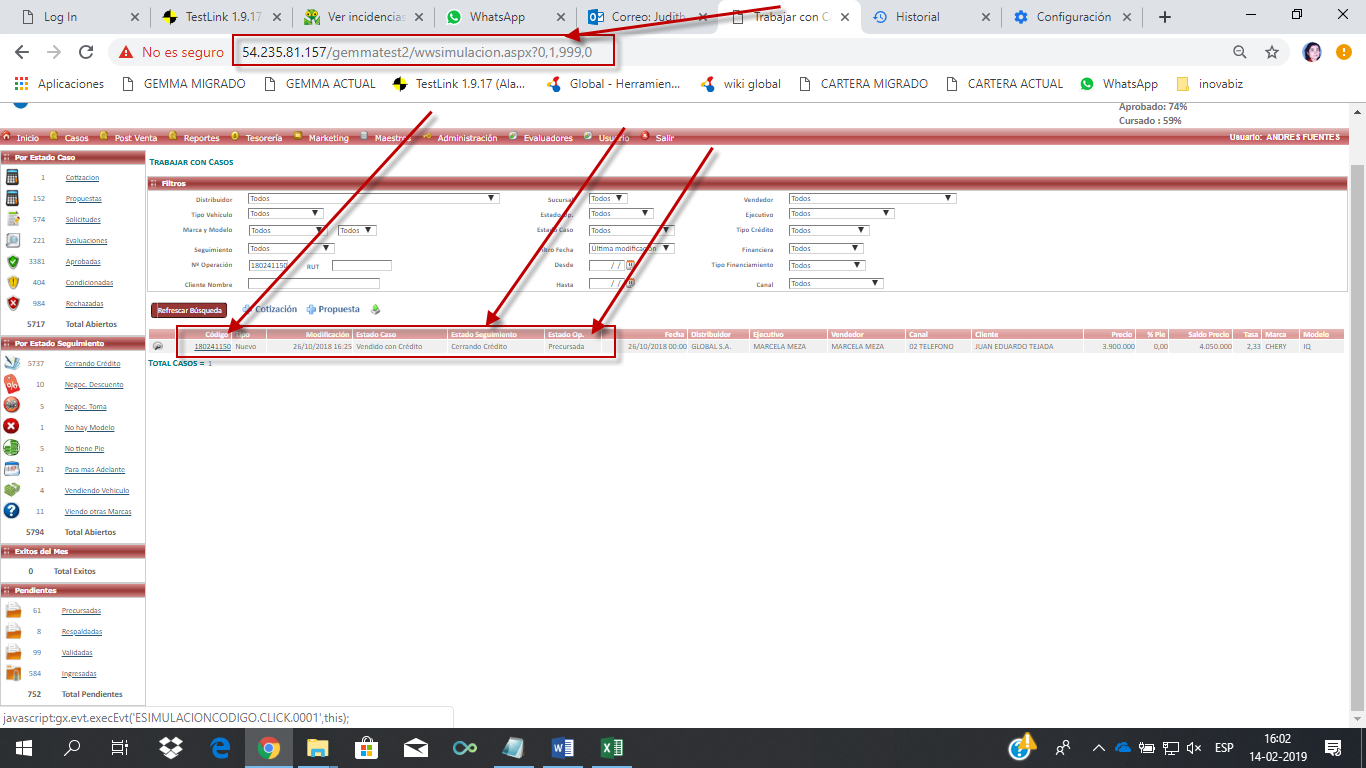 Log In
TestLink 1.9.17
Ver incidencias
WhatsApp
Correo: Judith
Trabajar con C
Historial
Configuración
No es seguro
54.235.81.157/gemmatest2/wwsimulacion.aspx?0,1,999,0
Aplicaciones
GEMMA MIGRADO
GEMMA ACTUAL
TestLink 1.9.17 (Ala...
Global - Herramien...
wiki global
CARTERA MIGRADO
CARTERA ACTUAL
WhatsApp
inovabiz
Aprobado: 74%
Cursado : 59%
Inicio Casos Post Venta Reportes Tesorería Marketing Maestros Administración Evaluadores Usuario Salir
Usuario: ANDRES FUENTES
Por Estado Caso
1 Cotizacion
152 Propuestas
574 Solicitudes
221 Evaluaciones
3381 Aprobadas
404 Condicionadas
984 Rechazadas
5717 Total Abiertos
Por Estado Seguimiento
5737 Cerrando Crédito
10 Negoc. Descuento
5 Negoc. Toma
1 No hay Modelo
5 No tiene Pie
21 Para mas Adelante
4 Vendiendo Vehiculo
11 Viendo otras Marcas
5794 Total Abiertos
Exitos del Mes
0 Total Exitos
Pendientes
61 Precursadas
8 Respaldadas
99 Validadas
584 Ingresadas
752 Total Pendientes
TRABAJAR CON CASOS
Filtros
Distribuidor Todos Sucursal Todos Vendedor Todos
Tipo Vehículo Todos Estado Op. Todos Ejecutivo Todos
Marca y Modelo Todos Todos Estado Caso Todos Tipo Crédito Todos
Seguimiento Todos Filtro Fecha Última modificación Financiera Todos
Nº Operación 180241150 RUT Desde / / Tipo Financiamiento Todos
Cliente Nombre Hasta / / Canal Todos
Refrescar Búsqueda Cotización Propuesta
Código Tipo Modificación Estado Caso Estado Seguimiento Estado Op. Fecha Distribuidor Ejecutivo Vendedor Canal Cliente Precio % Pie Saldo Precio Tasa Marca Modelo
180241150 Nuevo 26/10/2018 16:25 Vendido con Crédito Cerrando Crédito Precursada 26/10/2018 00:00 GLOBAL S.A. MARCELA MEZA MARCELA MEZA 02 TELEFONO JUAN EDUARDO TEJADA 3.900.000 0,00 4.050.000 2,33 CHERY IQ
TOTAL CASOS = 1
javascript:gx.evt.execEvt('ESIMULACIONCODIGO.CLICK.0001',this);
ESP
16:02
14-02-2019